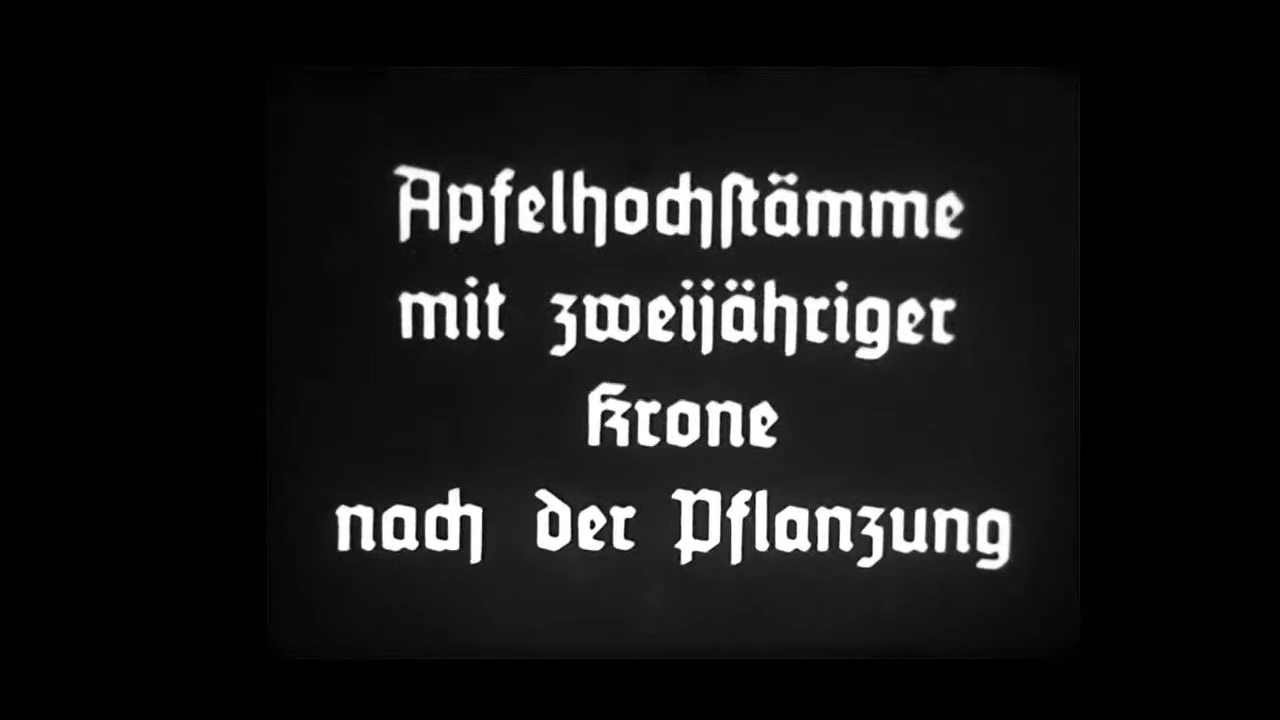 Apfelhochſtämme
mit zweijähriger
Krone
nach der Pflanzung